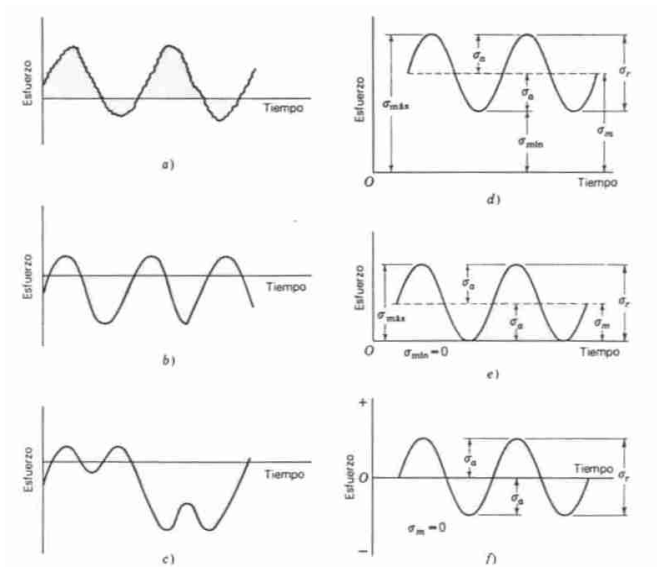 Esfuerzo
Tiempo
a)
Esfuerzo
Tiempo
b)
Esfuerzo
Tiempo
c)
Esfuerzo
σmáx
σa
σa
σmín
σm
σr
O
Tiempo
d)
Esfuerzo
σmáx
σa
σa
σm
σr
O
σmín = 0
Tiempo
e)
+
Esfuerzo
O
σa
σa
Tiempo
σr
σm = 0
−
f)